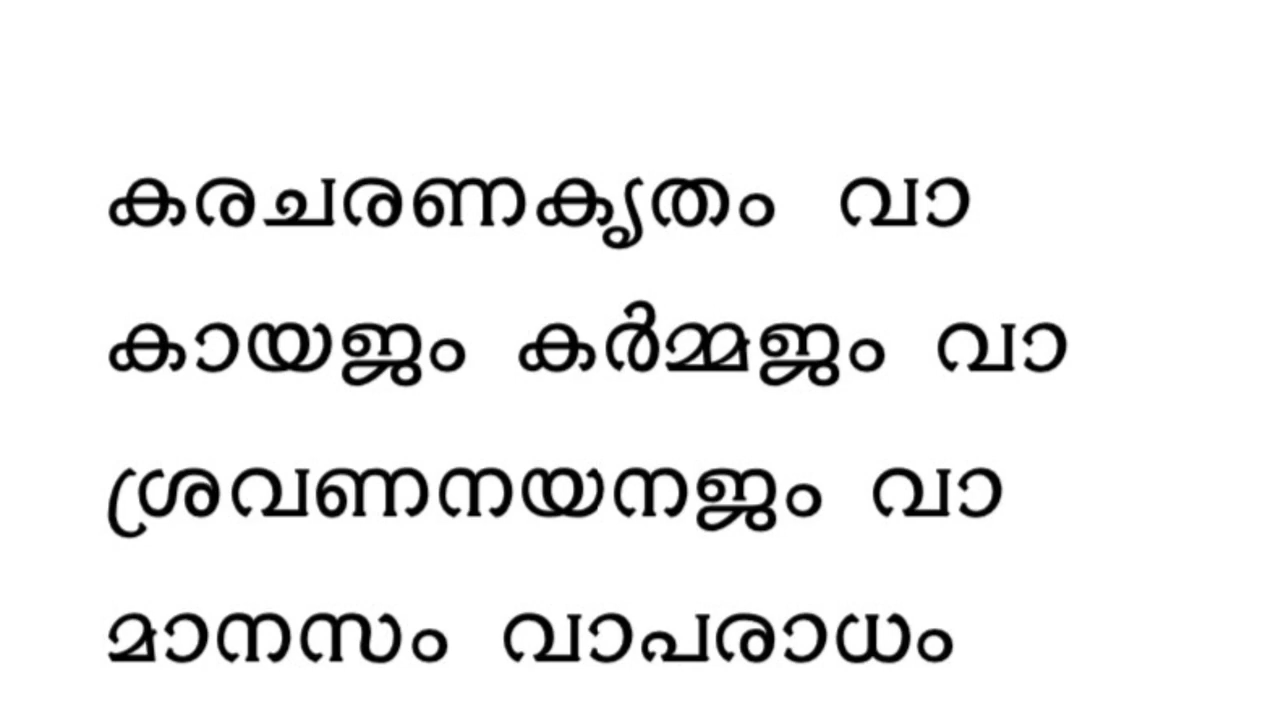 കരചരണകൃതം വാ
കായജം കർമ്മജം വാ
ശ്രവണനയനജം വാ
മാനസം വാപരാധം